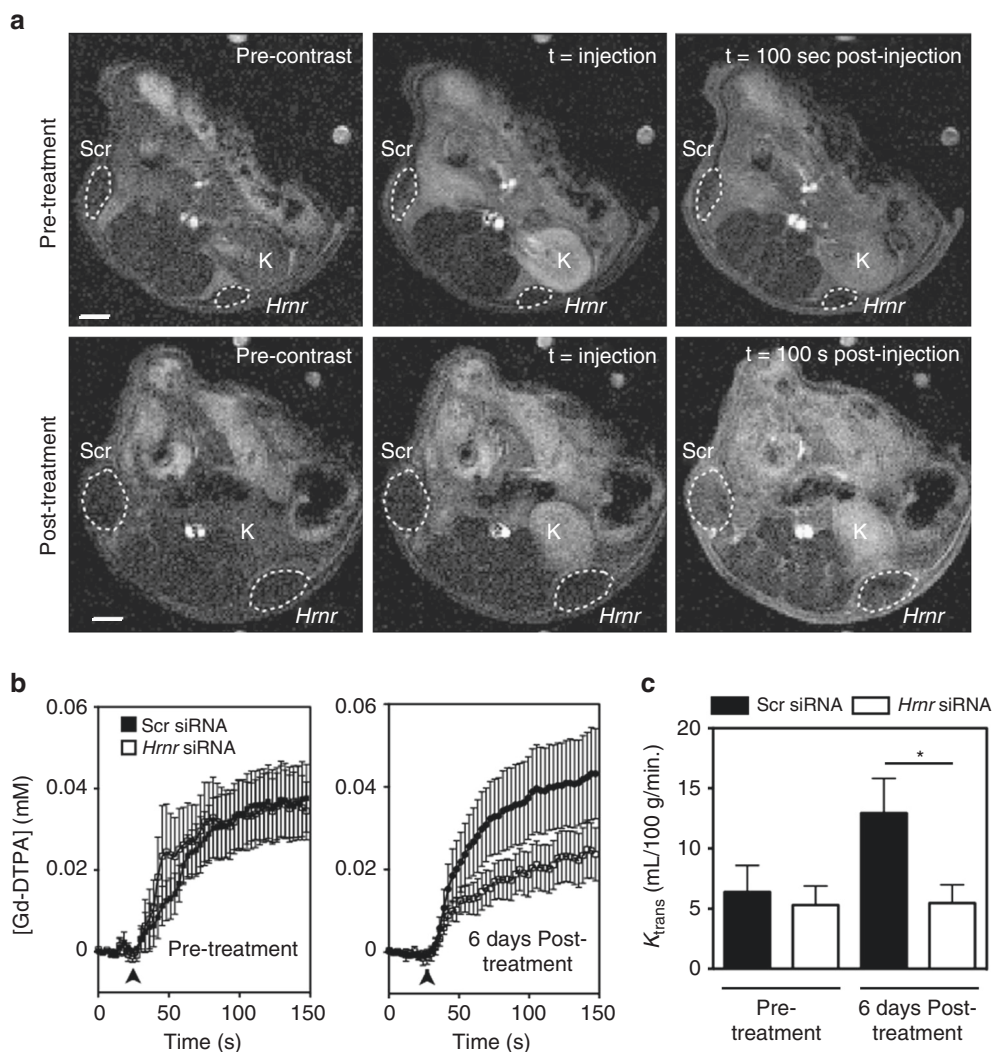 a
Pre-contrast
t = injection
t = 100 sec post-injection
Pre-treatment
Scr
K
Hrnr
Scr
K
Hrnr
Scr
K
Hrnr
Pre-contrast
t = injection
t = 100 s post-injection
Post-treatment
Scr
K
Hrnr
Scr
K
Hrnr
Scr
K
Hrnr
b
[Gd-DTPA] (mM)
0.06
0.04
0.02
0
Scr siRNA
Hrnr siRNA
Pre-treatment
0
50
100
150
Time (s)
0.06
0.04
0.02
0
6 days Post-
treatment
0
50
100
150
Time (s)
c
Scr siRNA
Hrnr siRNA
Ktrans (mL/100 g/min.)
20
15
10
5
0
*
Pre-
treatment
6 days Post-
treatment